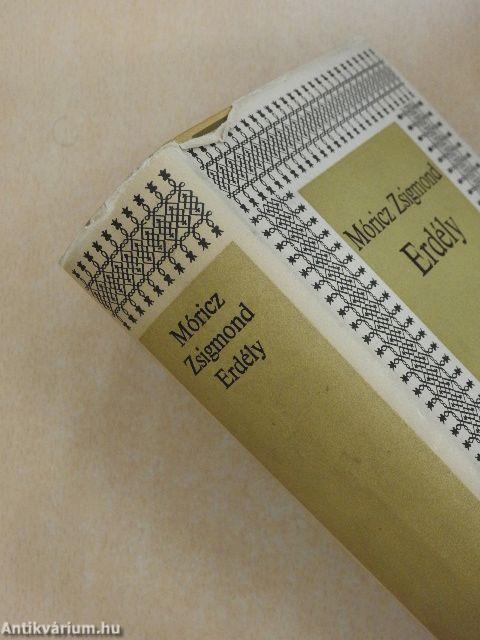 Móricz Zsigmond
Erdély
Móricz
Zsigmond
Erdély
Antikvárium.hu